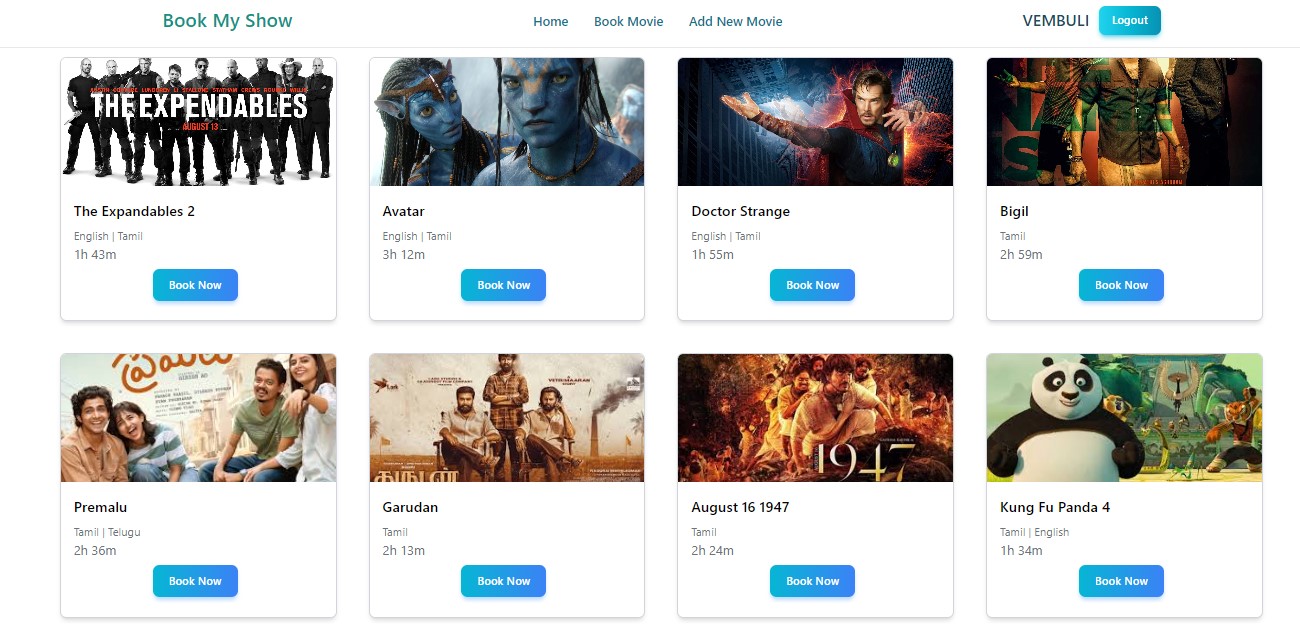 Book My Show
Home Book Movie Add New Movie
VEMBULI Logout
THE EXPENDABLES
AUGUST 13
The Expandables 2
English | Tamil
1h 43m
Book Now
Avatar
English | Tamil
3h 12m
Book Now
Doctor Strange
English | Tamil
1h 55m
Book Now
Bigil
Tamil
2h 59m
Book Now
Premalu
Tamil | Telugu
2h 36m
Book Now
Garudan
Tamil
2h 13m
Book Now
1947
August 16 1947
Tamil
2h 24m
Book Now
Kung Fu Panda 4
Tamil | English
1h 34m
Book Now